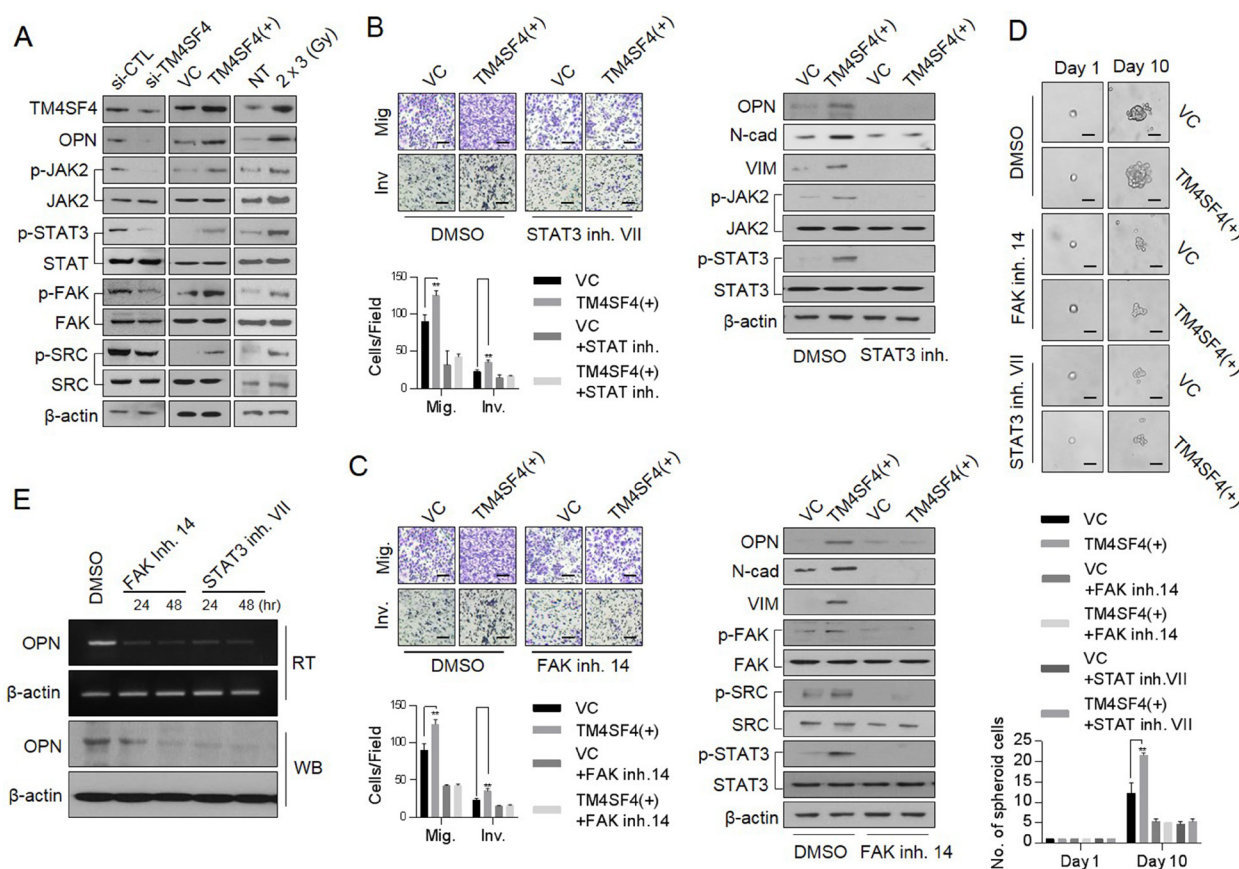 A
si-CTL
si-TM4SF4
VC
TM4SF4(+)
NT
2 x 3 (Gy)
TM4SF4
OPN
p-JAK2
JAK2
p-STAT3
STAT
p-FAK
FAK
p-SRC
SRC
β-actin
B
VC
TM4SF4(+)
VC
TM4SF4(+)
Mig
Inv
DMSO
STAT3 inh. VII
Cells/Field
150
100
50
0
**
**
Mig.
Inv.
VC
TM4SF4(+)
VC
+STAT inh.
TM4SF4(+)
+STAT inh.
VC
TM4SF4(+)
VC
TM4SF4(+)
OPN
N-cad
VIM
p-JAK2
JAK2
p-STAT3
STAT3
β-actin
DMSO
STAT3 inh.
C
VC
TM4SF4(+)
VC
TM4SF4(+)
Mig.
Inv.
DMSO
FAK inh. 14
Cells/Field
150
100
50
0
**
**
Mig.
Inv.
VC
TM4SF4(+)
VC
+FAK inh.14
TM4SF4(+)
+FAK inh.14
VC
TM4SF4(+)
VC
TM4SF4(+)
OPN
N-cad
VIM
p-FAK
FAK
p-SRC
SRC
p-STAT3
STAT3
β-actin
DMSO
FAK inh. 14
D
Day 1
Day 10
DMSO
VC
TM4SF4(+)
FAK inh. 14
VC
TM4SF4(+)
STAT3 inh. VII
VC
TM4SF4(+)
VC
TM4SF4(+)
VC
+FAK inh.14
TM4SF4(+)
+FAK inh.14
VC
+STAT inh.VII
TM4SF4(+)
+STAT inh. VII
No. of spheroid cells
25
20
15
10
5
0
**
Day 1
Day 10
E
DMSO
FAK Inh. 14
STAT3 inh. VII
24 48 24 48 (hr)
OPN
β-actin
RT
OPN
β-actin
WB